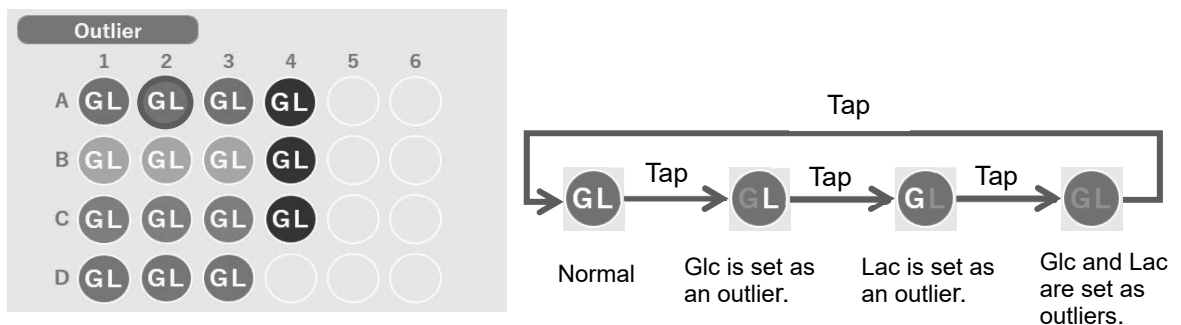 Outlier
1 2 3 4 5 6
A GL GL GL GL
B GL GL GL GL
C GL GL GL GL
D GL GL GL
Tap
Tap Tap Tap
GL GL GL GL
Normal
Glc is set as
an outlier.
Lac is set as
an outlier.
Glc and Lac
are set as
outliers.